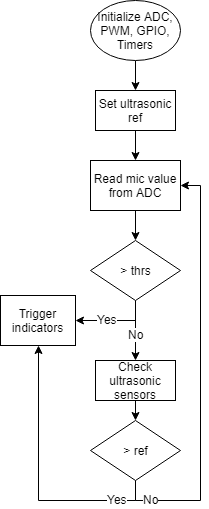 Initialize ADC,
PWM, GPIO,
Timers
Set ultrasonic
ref
Read mic value
from ADC
> thrs
Yes
No
Trigger
indicators
Check
ultrasonic
sensors
> ref
Yes
No